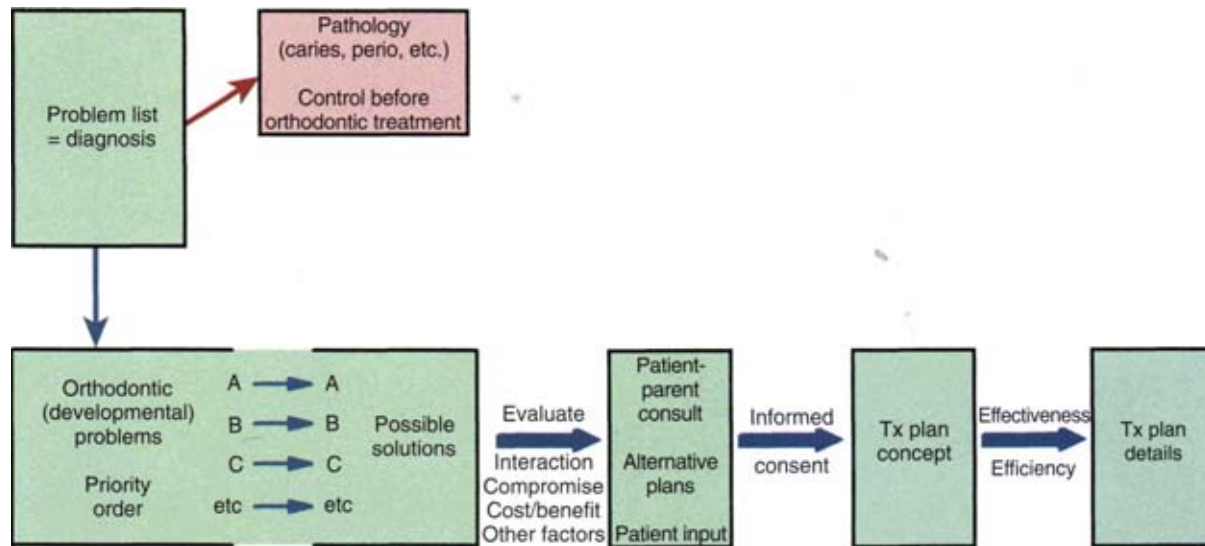 Problem list
= diagnosis
Pathology
(caries, perio, etc.)
Control before
orthodontic treatment
Orthodontic
(developmental)
problems
Priority
order
A A
B B
C C
etc etc
Possible
solutions
Evaluate
Interaction
Compromise
Cost/benefit
Other factors
Patient-
parent
consult
Alternative
plans
Patient input
Informed
consent
Tx plan
concept
Effectiveness
Efficiency
Tx plan
details